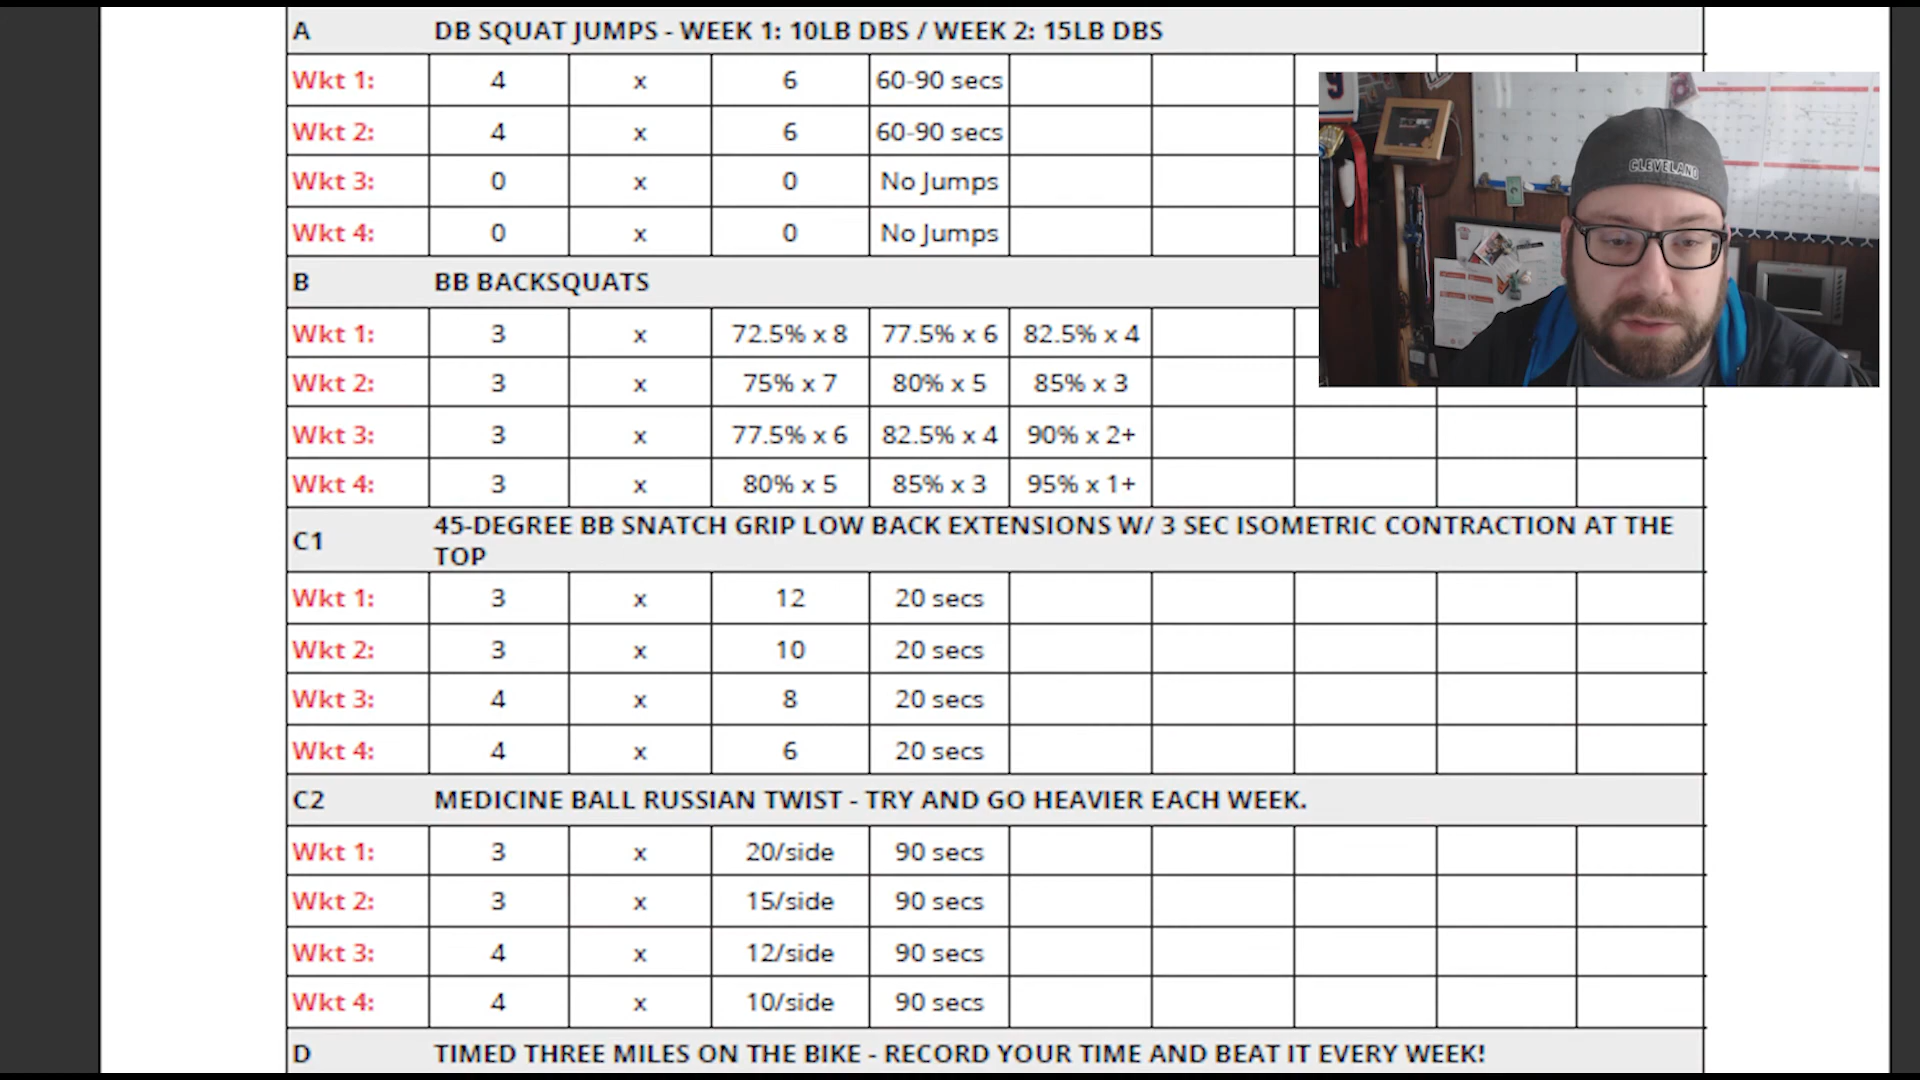 A DB SQUAT JUMPS - WEEK 1: 10LB DBS / WEEK 2: 15LB DBS
Wkt 1: 4 x 6 60-90 secs
Wkt 2: 4 x 6 60-90 secs
Wkt 3: 0 x 0 No Jumps
Wkt 4: 0 x 0 No Jumps
B BB BACKSQUATS
Wkt 1: 3 x 72.5% x 8 77.5% x 6 82.5% x 4
Wkt 2: 3 x 75% x 7 80% x 5 85% x 3
Wkt 3: 3 x 77.5% x 6 82.5% x 4 90% x 2+
Wkt 4: 3 x 80% x 5 85% x 3 95% x 1+
C1 45-DEGREE BB SNATCH GRIP LOW BACK EXTENSIONS W/ 3 SEC ISOMETRIC CONTRACTION AT THE
TOP
Wkt 1: 3 x 12 20 secs
Wkt 2: 3 x 10 20 secs
Wkt 3: 4 x 8 20 secs
Wkt 4: 4 x 6 20 secs
C2 MEDICINE BALL RUSSIAN TWIST - TRY AND GO HEAVIER EACH WEEK.
Wkt 1: 3 x 20/side 90 secs
Wkt 2: 3 x 15/side 90 secs
Wkt 3: 4 x 12/side 90 secs
Wkt 4: 4 x 10/side 90 secs
D TIMED THREE MILES ON THE BIKE - RECORD YOUR TIME AND BEAT IT EVERY WEEK!
CLEVELAND